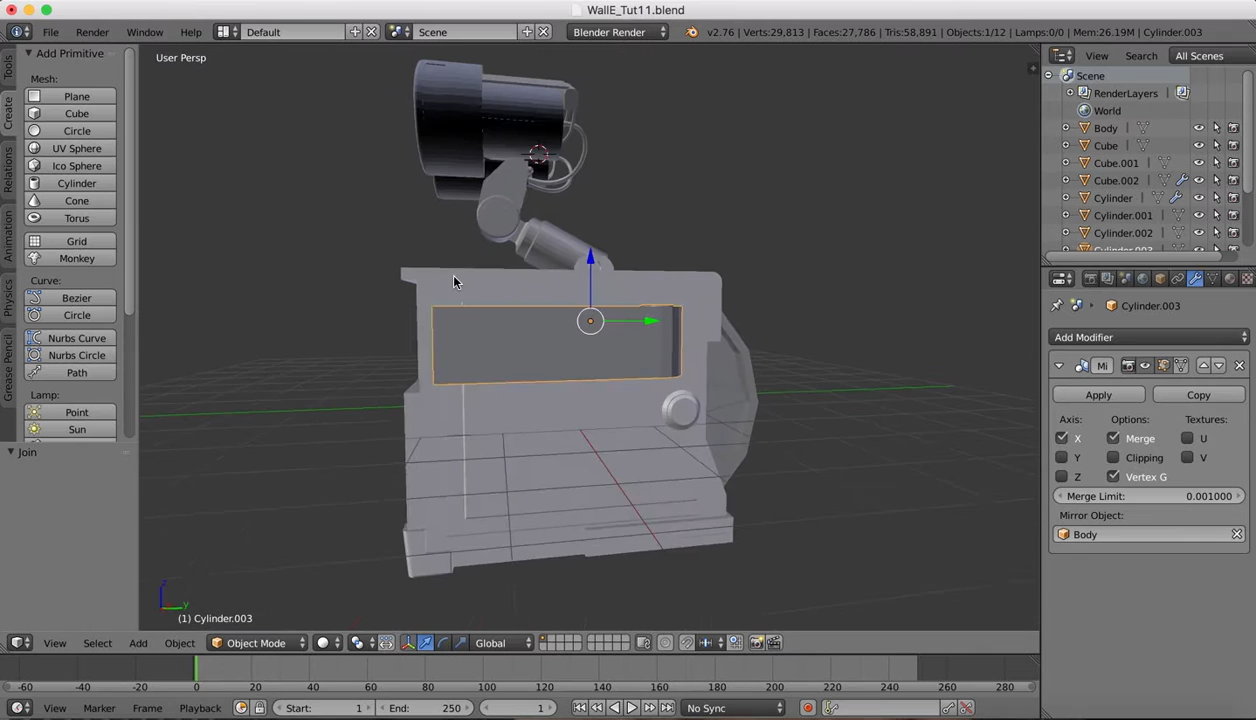 WallE_Tut11.blend
File Render Window Help Default Scene Blender Render v2.76 | Verts:29,813 | Faces:27,786 | Tris:58,891 | Objects:1/12 | Lamps:0/0 | Mem:26.19M | Cylinder.003
Add Primitive
Mesh:
Plane
Cube
Circle
UV Sphere
Ico Sphere
Cylinder
Cone
Torus
Grid
Monkey
Curve:
Bezier
Circle
Nurbs Curve
Nurbs Circle
Path
Lamp:
Point
Sun
Join
Tools
Create
Relations
Animation
Physics
Grease Pencil
User Persp
z
y
(1) Cylinder.003
View Search All Scenes
Scene
RenderLayers
World
Body
Cube
Cube.001
Cube.002
Cylinder
Cylinder.001
Cylinder.002
Cylinder.003
Cylinder.003
Add Modifier
Mi
Apply Copy
Axis: Options: Textures:
X Merge U
Y Clipping V
Z Vertex G
Merge Limit: 0.001000
Mirror Object:
Body
View Select Add Object Object Mode Global
-60 -40 -20 0 20 40 60 80 100 120 140 160 180 200 220 240 260 280
View Marker Frame Playback Start: 1 End: 250 1 No Sync